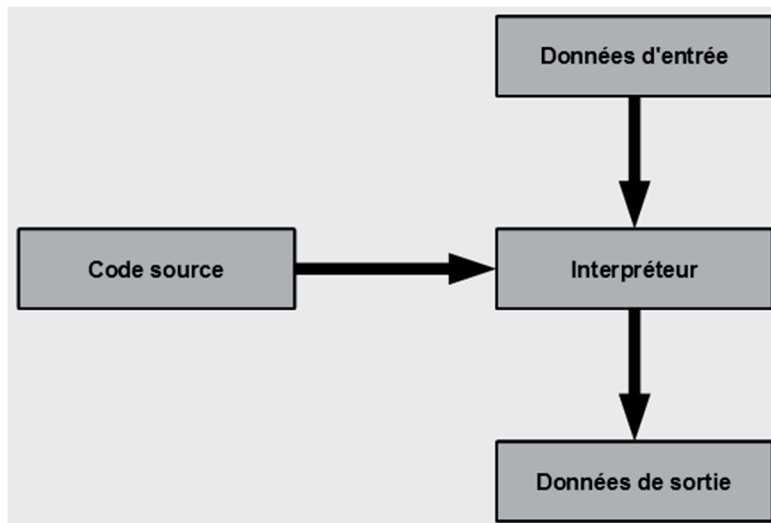 Données d'entrée
Code source
Interpréteur
Données de sortie